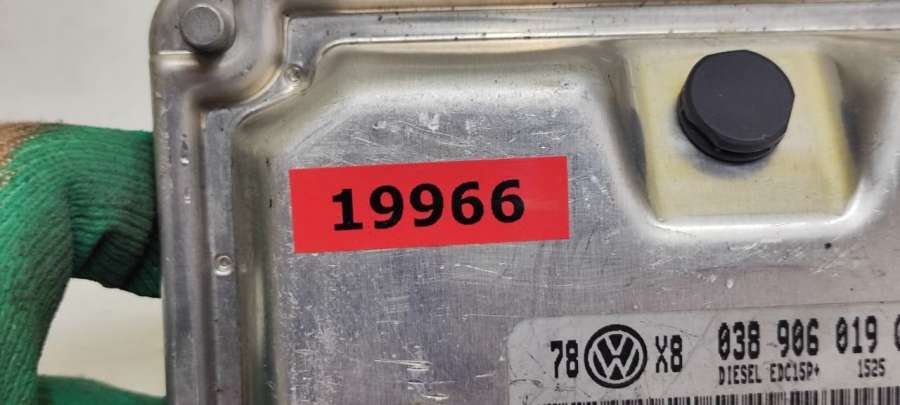 19966
78 X8 038 906 019
DIESEL EDC15P+ 1525